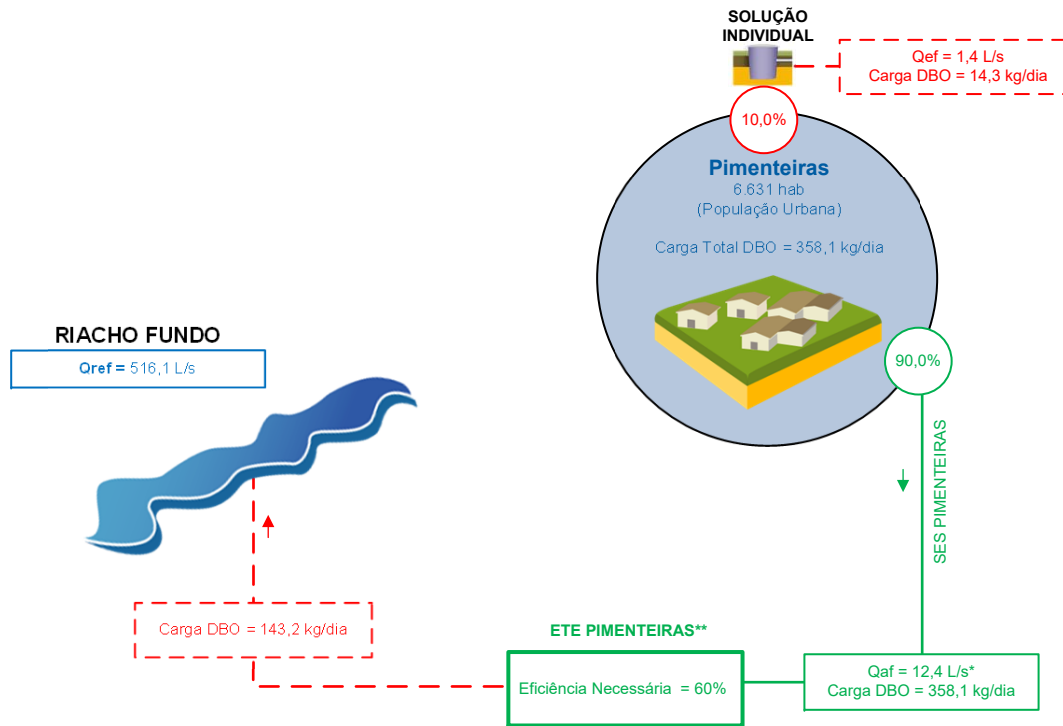 SOLUÇÃO
INDIVIDUAL
Qef = 1,4 L/s
Carga DBO = 14,3 kg/dia
10,0%
Pimenteiras
6.631 hab
(População Urbana)
Carga Total DBO = 358,1 kg/dia
RIACHO FUNDO
Qref = 516,1 L/s
90,0%
SES PIMENTEIRAS
Carga DBO = 143,2 kg/dia
ETE PIMENTEIRAS**
Eficiência Necessária = 60%
Qaf = 12,4 L/s*
Carga DBO = 358,1 kg/dia